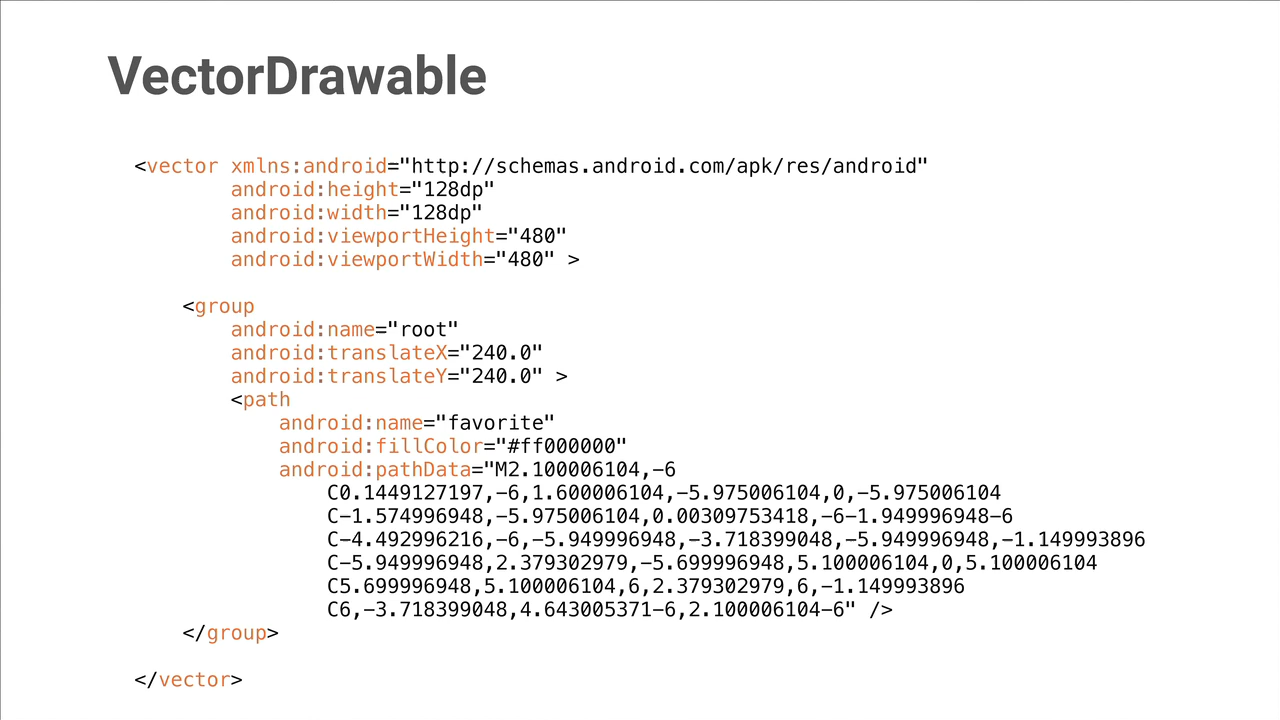 VectorDrawable
<vector xmlns:android="http://schemas.android.com/apk/res/android"
android:height="128dp"
android:width="128dp"
android:viewportHeight="480"
android:viewportWidth="480" >
<group
android:name="root"
android:translateX="240.0"
android:translateY="240.0" >
<path
android:name="favorite"
android:fillColor="#ff000000"
android:pathData="M2.100006104,-6
C0.1449127197,-6,1.600006104,-5.975006104,0,-5.975006104
C-1.574996948,-5.975006104,0.00309753418,-6-1.949996948-6
C-4.492996216,-6,-5.949996948,-3.718399048,-5.949996948,-1.149993896
C-5.949996948,2.379302979,-5.699996948,5.100006104,0,5.100006104
C5.699996948,5.100006104,6,2.379302979,6,-1.149993896
C6,-3.718399048,4.643005371-6,2.100006104-6" />
</group>
</vector>